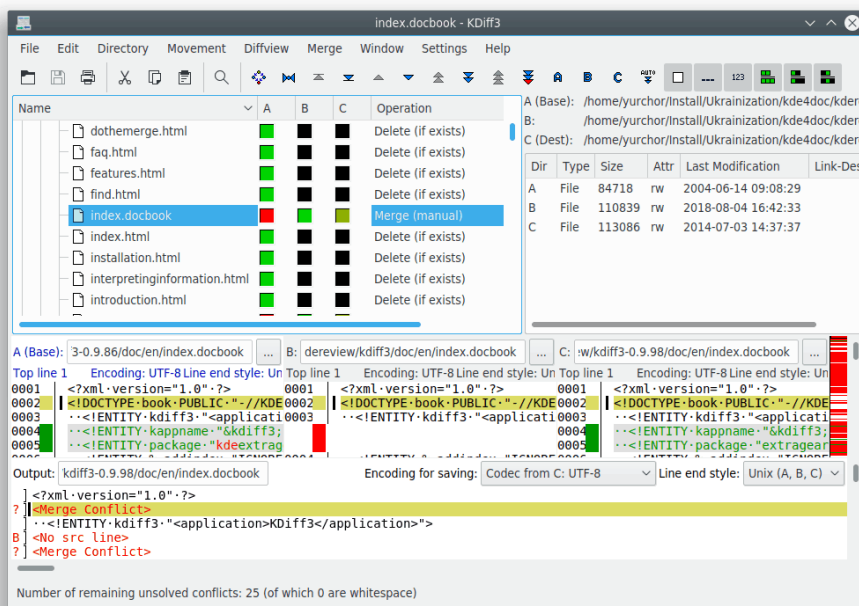 index.docbook - KDiff3
File Edit Directory Movement Diffview Merge Window Settings Help
A B C AUTO 123
Name A B C Operation
dothemerge.html Delete (if exists)
faq.html Delete (if exists)
features.html Delete (if exists)
find.html Delete (if exists)
index.docbook Merge (manual)
index.html Delete (if exists)
installation.html Delete (if exists)
interpretinginformation.html Delete (if exists)
introduction.html Delete (if exists)
A (Base): /home/yurchor/Install/Ukrainization/kde4doc/kder
B: /home/yurchor/Install/Ukrainization/kde4doc/kder
C (Dest): /home/yurchor/Install/Ukrainization/kde4doc/kder
Dir Type Size Attr Last Modification Link-Des
A File 84718 rw 2004-06-14 09:08:29
B File 110839 rw 2018-08-04 16:42:33
C File 113086 rw 2014-07-03 14:37:37
A (Base): 3-0.9.86/doc/en/index.docbook ... B: dereview/kdiff3/doc/en/index.docbook ... C: :w/kdiff3-0.9.98/doc/en/index.docbook ...
Top line 1 Encoding: UTF-8 Line end style: Un Top line 1 Encoding: UTF-8 Line end style: Un Top line 1 Encoding: UTF-8 Line end style: Un
0001 <?xml·version="1.0"·?> 0001 <?xml·version="1.0"·?> 0001 <?xml·version="1.0"·?>
0002 <!DOCTYPE·book·PUBLIC·"-//KDE 0002 <!DOCTYPE·book·PUBLIC·"-//KDE 0002 <!DOCTYPE·book·PUBLIC·"-//KDE
0003 ··<!ENTITY·kdiff3·"<applicati 0003 ··<!ENTITY·kdiff3·"<applicati 0003 ··<!ENTITY·kdiff3·"<applicati
0004 ··<!ENTITY·kappname·"&kdiff3; 0004 ··<!ENTITY·kappname·"&kdiff3;
0005 ··<!ENTITY·package·"kdeextrag 0005 ··<!ENTITY·package·"extragear
Output: kdiff3-0.9.98/doc/en/index.docbook Encoding for saving: Codec from C: UTF-8 Line end style: Unix (A, B, C)
] <?xml·version="1.0"·?>
? ] <Merge Conflict>
] ··<!ENTITY·kdiff3·"<application>KDiff3</application>">
B ] <No src line>
? ] <Merge Conflict>
Number of remaining unsolved conflicts: 25 (of which 0 are whitespace)